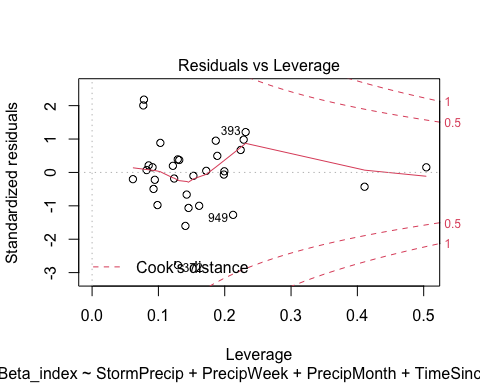 Residuals vs Leverage
Standardized residuals
2
1
0
-1
-2
-3
393
949
Cook's distance
1
0.5
0.5
1
0.0 0.1 0.2 0.3 0.4 0.5
Leverage
Beta_index ~ StormPrecip + PrecipWeek + PrecipMonth + TimeSinc